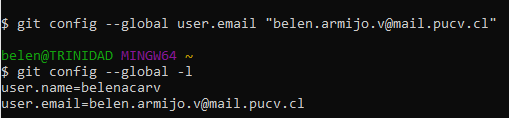 $ git config --global user.email "belen.armijo.v@mail.pucv.cl"
belen@TRINIDAD MINGW64 ~
$ git config --global -l
user.name=belenacarv
user.email=belen.armijo.v@mail.pucv.cl